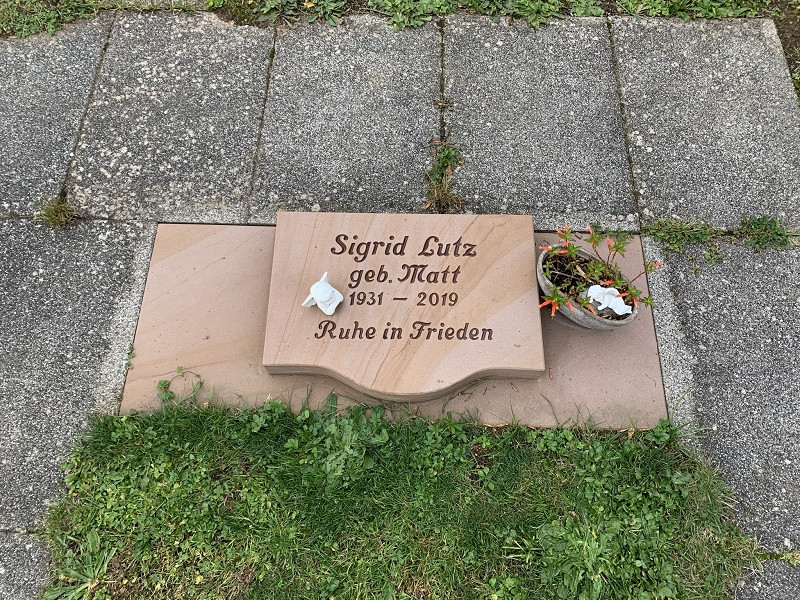 Sigrid Lutz
geb. Matt
1931 – 2019
Ruhe in Frieden